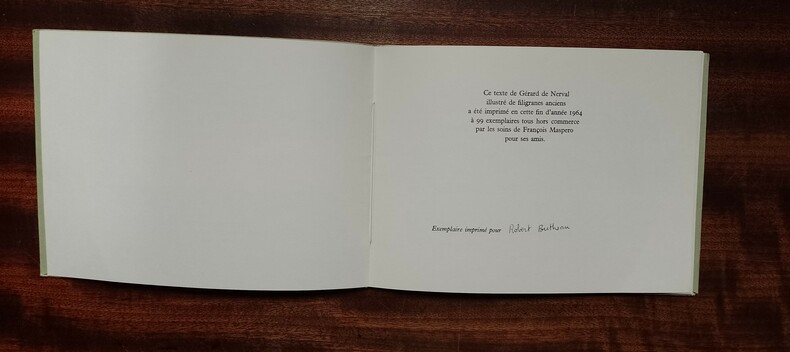 Ce texte de Gérard de Nerval
illustré de filigranes anciens
a été imprimé en cette fin d'année 1964
à 99 exemplaires tous hors commerce
par les soins de François Maspero
pour ses amis.
Exemplaire imprimé pour Robert